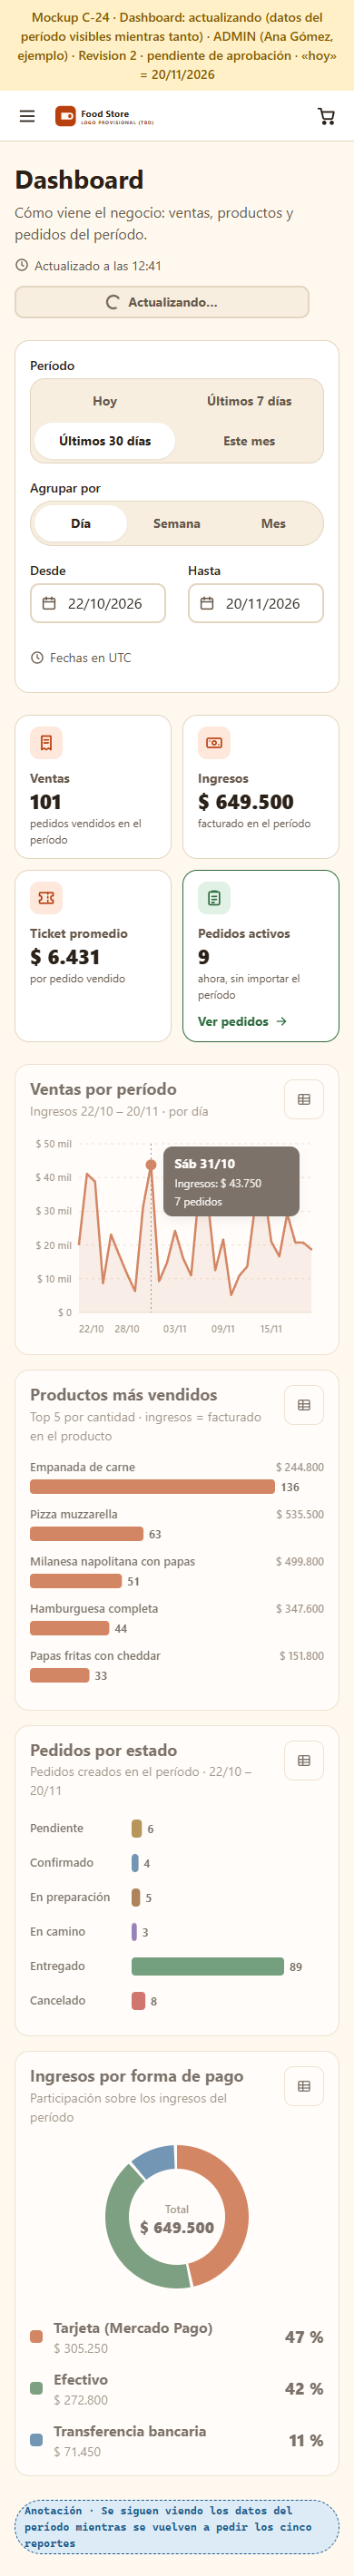 Mockup C-24 · Dashboard: actualizando (datos del
período visibles mientras tanto) · ADMIN (Ana Gómez,
ejemplo) · Revision 2 · pendiente de aprobación · «hoy»
= 20/11/2026
Food Store
LOGO PROVISIONAL (TBD)
Dashboard
Cómo viene el negocio: ventas, productos y
pedidos del período.
Actualizado a las 12:41
Actualizando...
Período
Hoy
Últimos 7 días
Últimos 30 días
Este mes
Agrupar por
Día
Semana
Mes
Desde
Hasta
22/10/2026
20/11/2026
Fechas en UTC
Ventas
101
pedidos vendidos en el
período
Ingresos
$ 649.500
facturado en el período
Ticket promedio
$ 6.431
por pedido vendido
Pedidos activos
9
ahora, sin importar el
período
Ver pedidos →
Ventas por período
Ingresos 22/10 – 20/11 · por día
$ 50 mil
$ 40 mil
$ 30 mil
$ 20 mil
$ 10 mil
$ 0
Sáb 31/10
Ingresos: $ 43.750
7 pedidos
22/10
28/10
03/11
09/11
15/11
Productos más vendidos
Top 5 por cantidad · ingresos = facturado
en el producto
Empanada de carne
$ 244.800
136
Pizza muzzarella
$ 535.500
63
Milanesa napolitana con papas
$ 499.800
51
Hamburguesa completa
$ 347.600
44
Papas fritas con cheddar
$ 151.800
33
Pedidos por estado
Pedidos creados en el período · 22/10 –
20/11
Pendiente
6
Confirmado
4
En preparación
5
En camino
3
Entregado
89
Cancelado
8
Ingresos por forma de pago
Participación sobre los ingresos del
período
Total
$ 649.500
Tarjeta (Mercado Pago)
$ 305.250
47 %
Efectivo
$ 272.800
42 %
Transferencia bancaria
$ 71.450
11 %
Anotación · Se siguen viendo los datos del
período mientras se vuelven a pedir los cinco
reportes